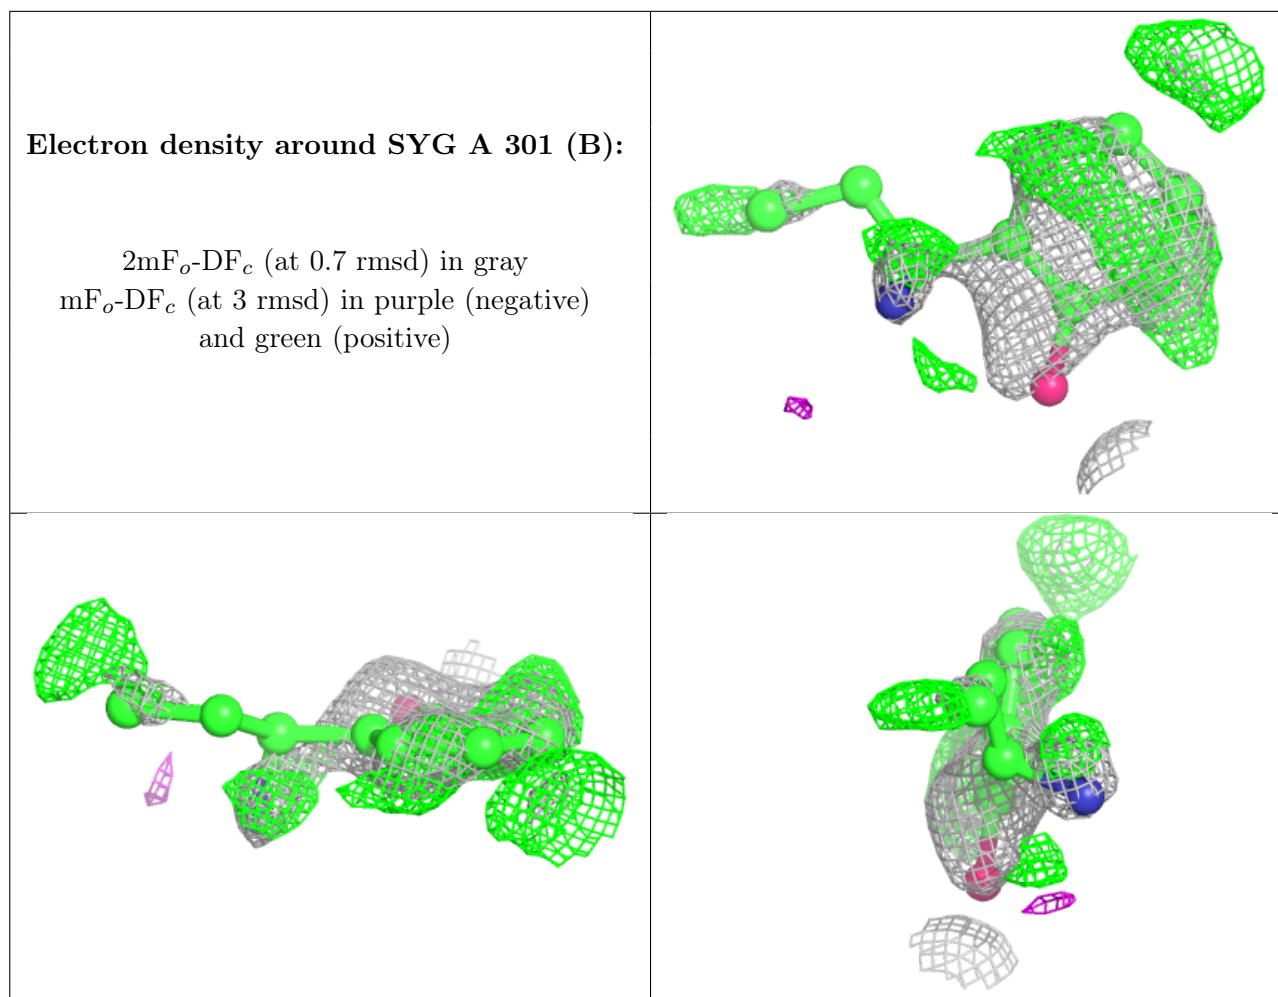 Electron density around SYG A 301 (B):
2mFo-DFc (at 0.7 rmsd) in gray
mFo-DFc (at 3 rmsd) in purple (negative)
and green (positive)